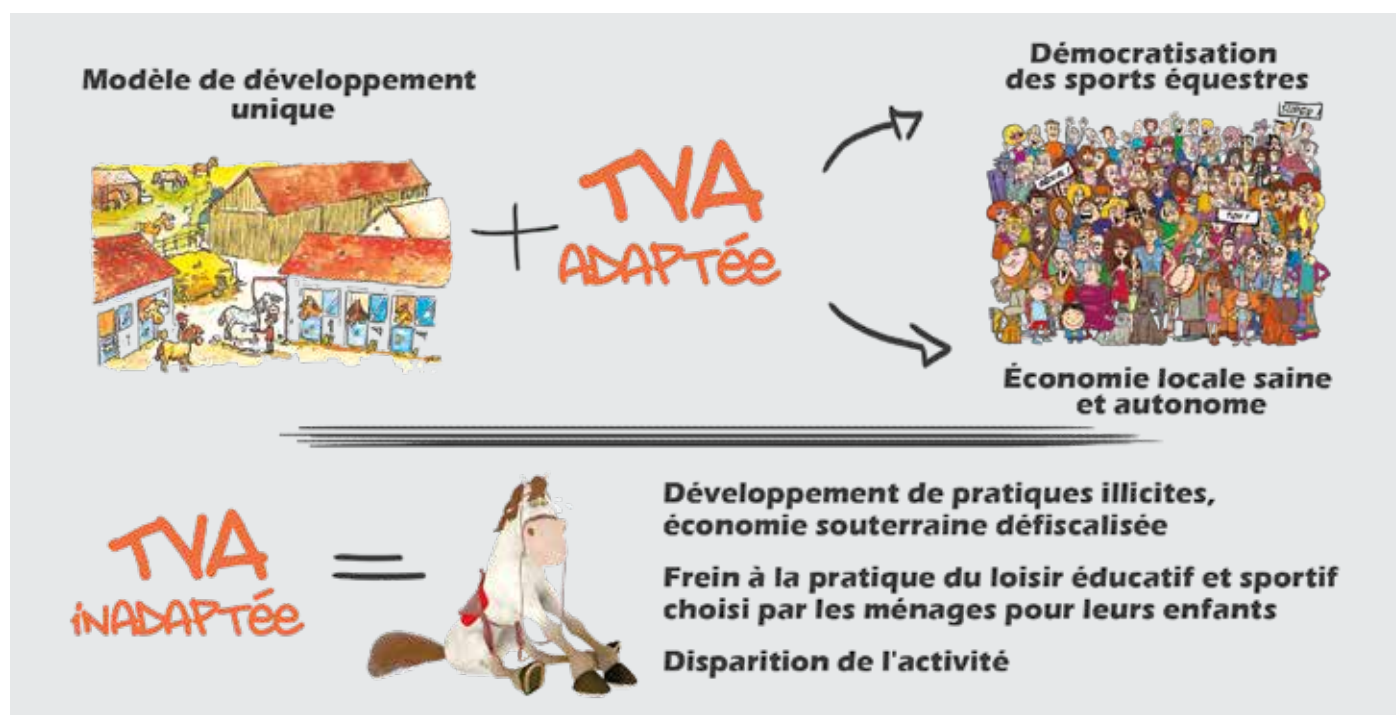 Modèle de développement
unique
+
TVA
ADAPTÉE
Démocratisation
des sports équestres
SUPER !
TOP !
Économie locale saine
et autonome
TVA
iNADAPTÉE
=
Développement de pratiques illicites,
économie souterraine défiscalisée
Frein à la pratique du loisir éducatif et sportif
choisi par les ménages pour leurs enfants
Disparition de l'activité